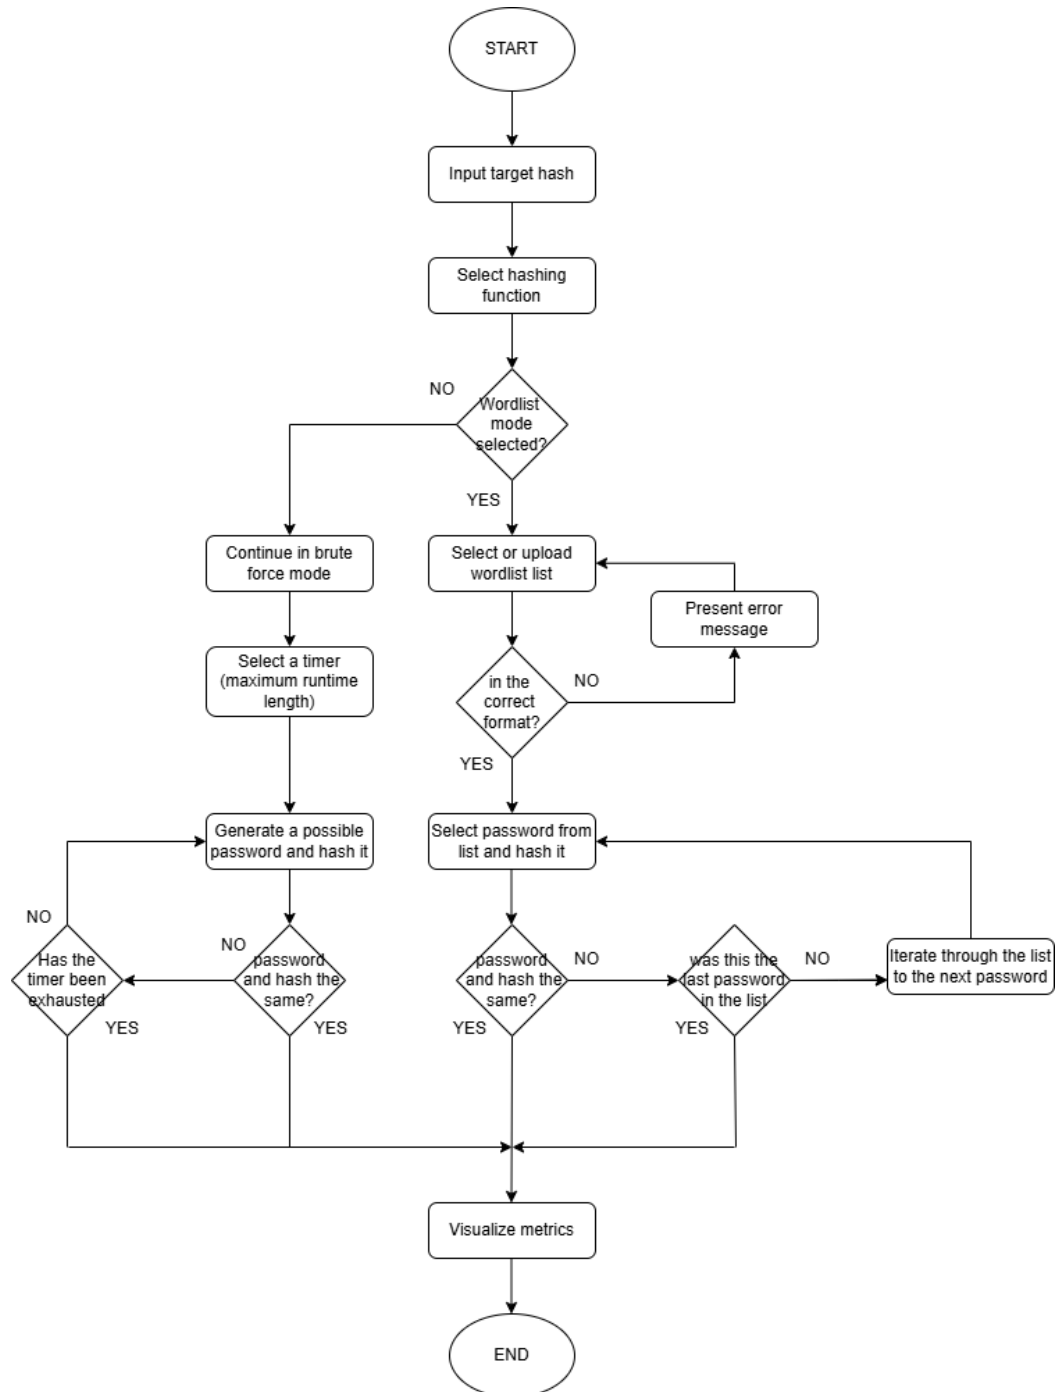 START
Input target hash
Select hashing
function
NO
Wordlist
mode
selected?
YES
Continue in brute
force mode
Select or upload
wordlist list
Present error
message
Select a timer
(maximum runtime
length)
in the
correct
format?
NO
YES
Generate a possible
password and hash it
Select password from
list and hash it
NO
Has the
timer been
exhausted
YES
NO
password
and hash the
same?
YES
password
and hash the
same?
NO
YES
was this the
last password
in the list
NO
YES
Iterate through the list
to the next password
Visualize metrics
END